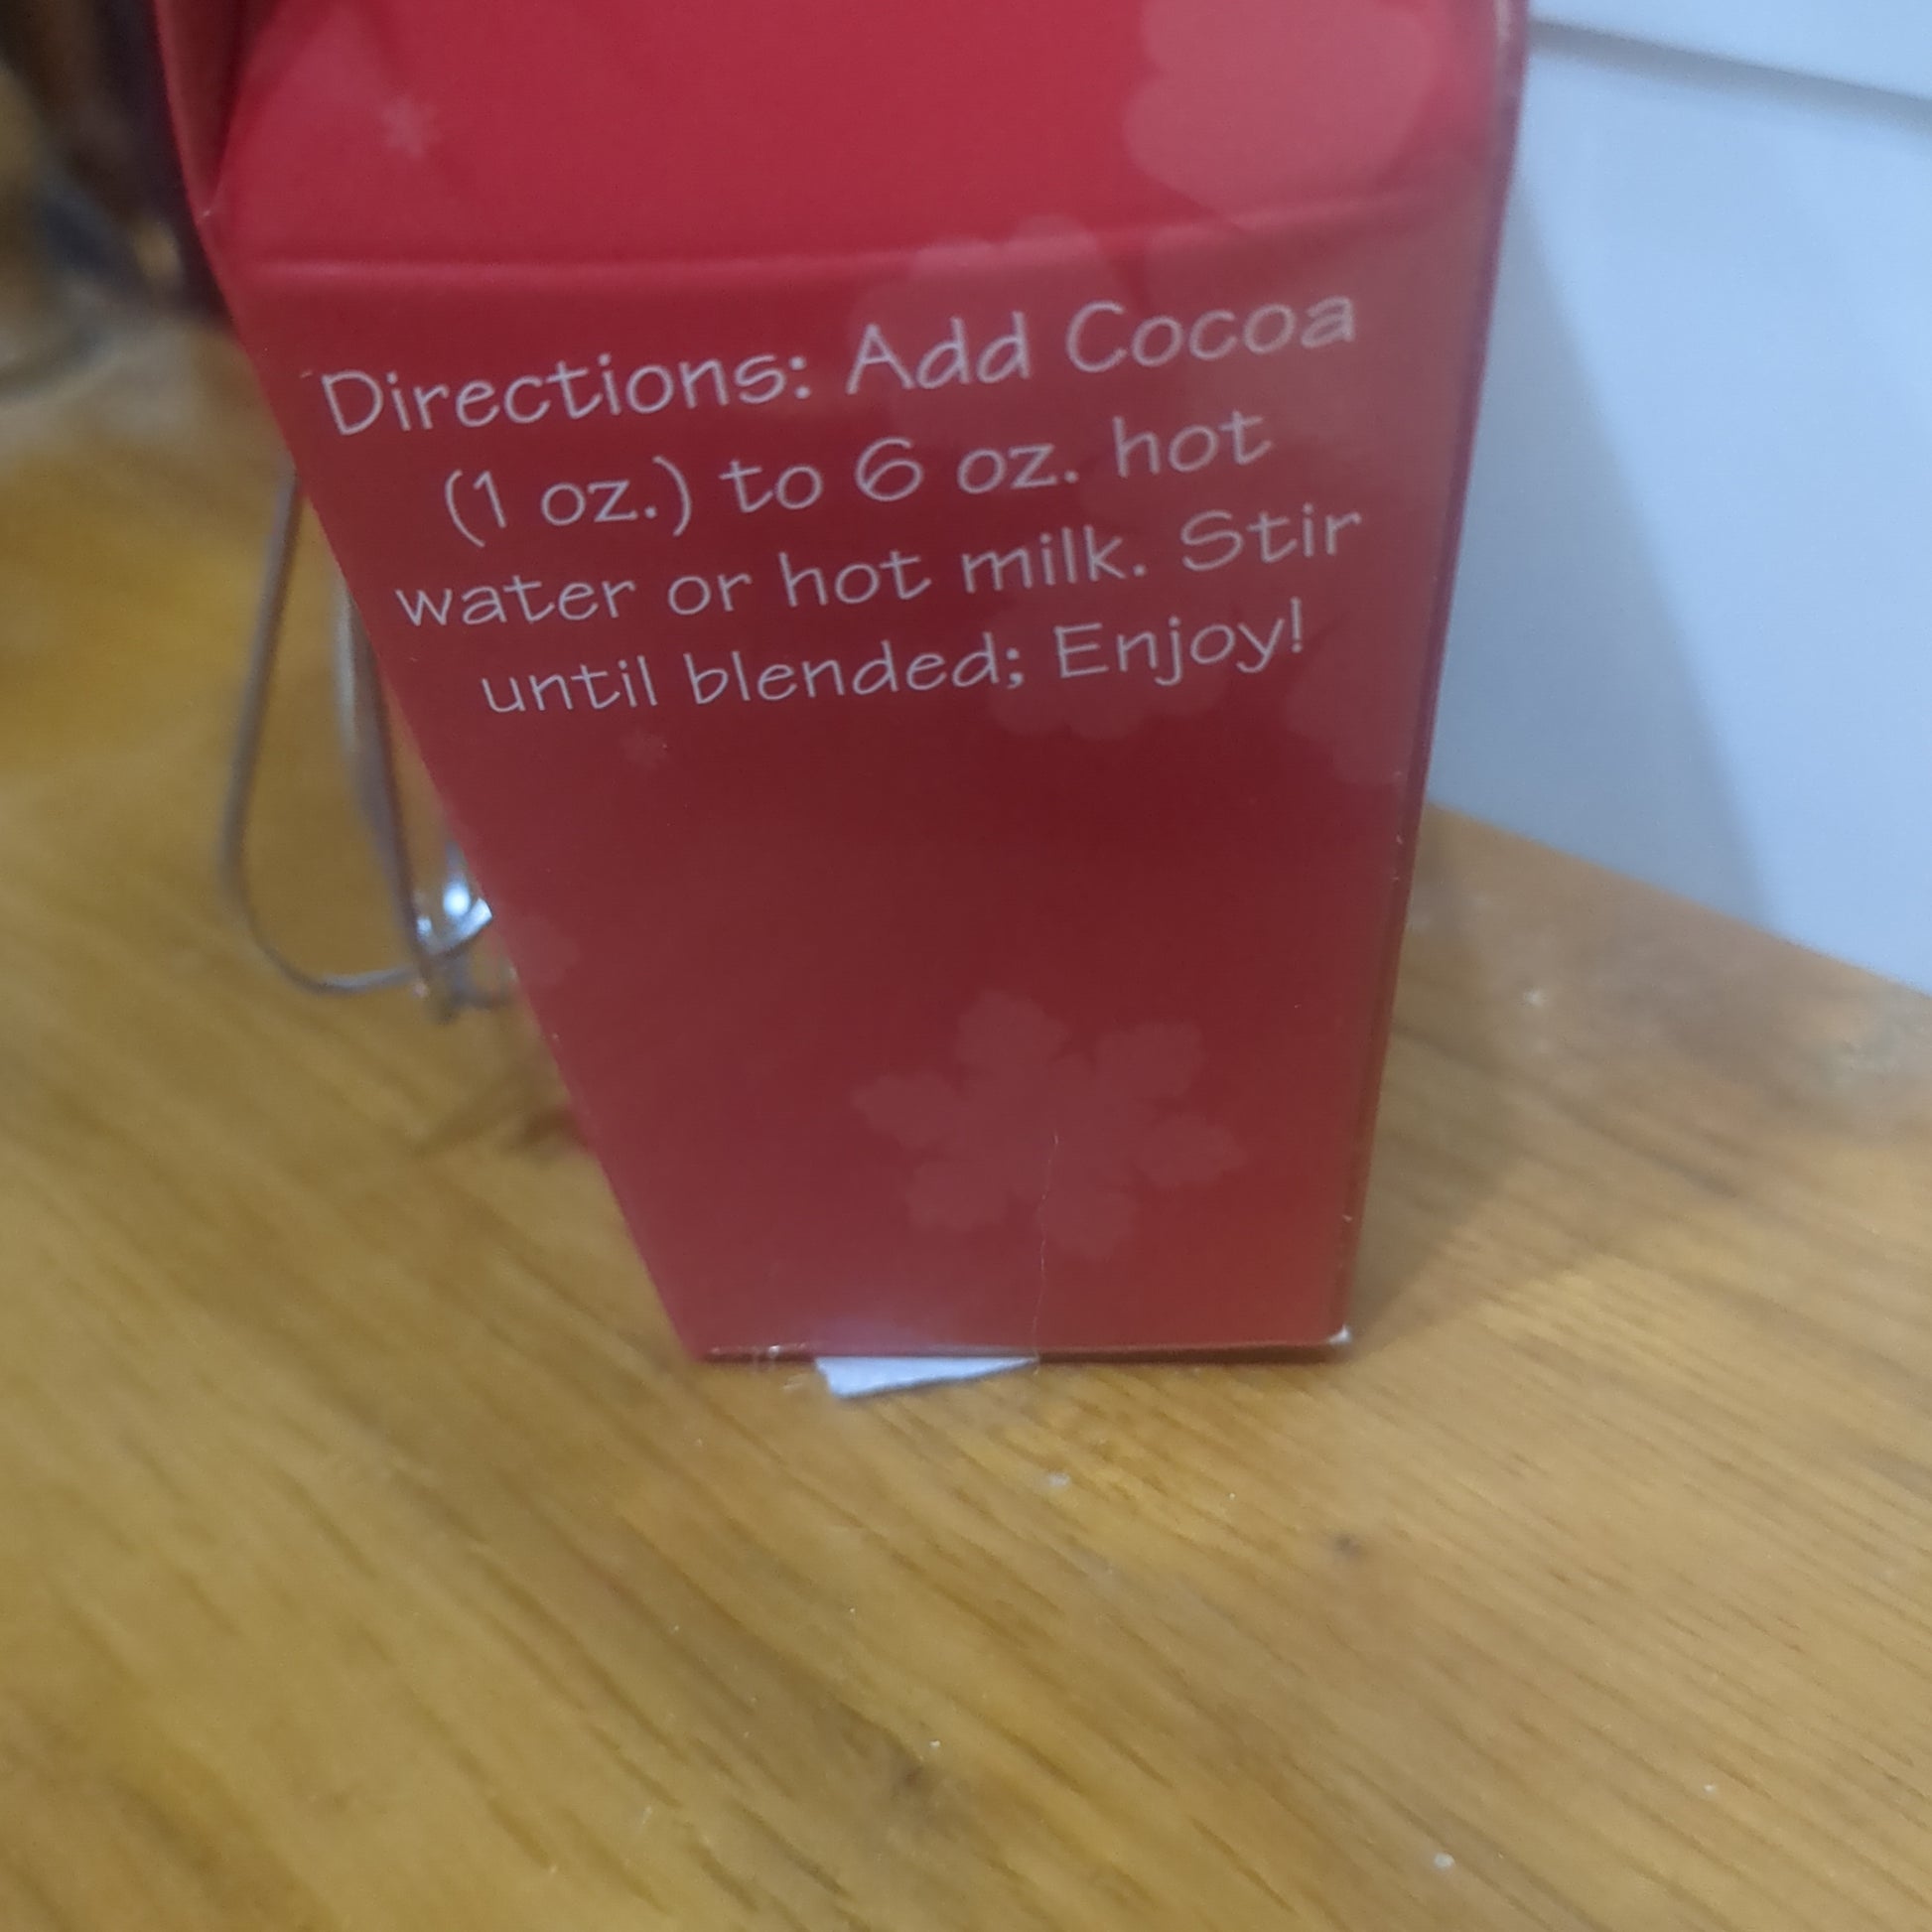 Directions: Add Cocoa
(1 oz.) to 6 oz. hot
water or hot milk. Stir
until blended; Enjoy!